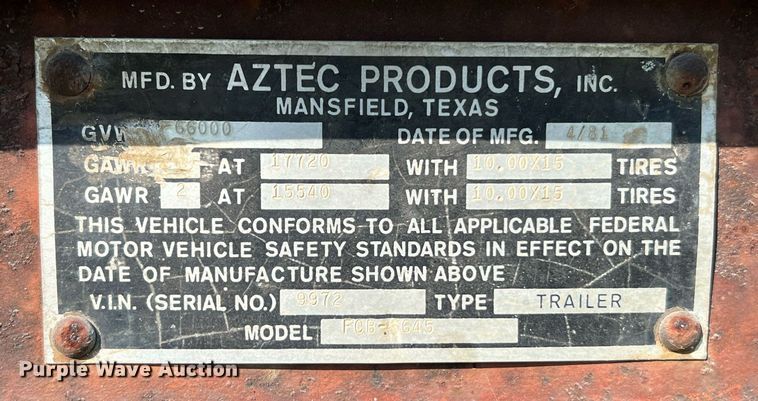 MFD. BY AZTEC PRODUCTS, INC.
MANSFIELD, TEXAS
66000 DATE OF MFG. 4/81
GAWR AT 17720 WITH 10.00X15 TIRES
GAWR 2 AT 15540 WITH 10.00X15 TIRES
THIS VEHICLE CONFORMS TO ALL APPLICABLE FEDERAL
MOTOR VEHICLE SAFETY STANDARDS IN EFFECT ON THE
DATE OF MANUFACTURE SHOWN ABOVE
V.I.N. (SERIAL NO.) 9972 TYPE TRAILER
MODEL
Purple Wave Auction